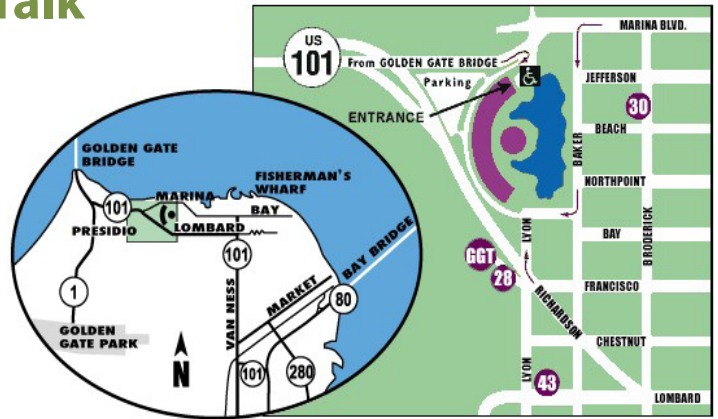 Talk
US
101
From GOLDEN GATE BRIDGE
Parking
ENTRANCE
MARINA BLVD.
JEFFERSON
30
BEACH
BAKER
NORTHPOINT
BAY
BRODERICK
LYON
GGT
28
RICHARDSON
FRANCISCO
CHESTNUT
LYON
43
LOMBARD
GOLDEN GATE
BRIDGE
FISHERMAN'S
WHARF
101
MARINA
BAY
PRESIDIO
LOMBARD
101
BAY BRIDGE
1
VAN NESS
MARKET
80
GOLDEN
GATE PARK
N
101
280